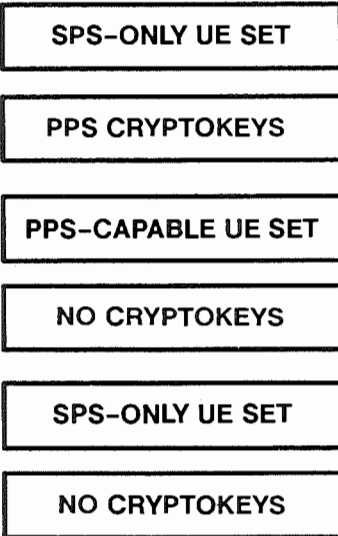 SPS-ONLY UE SET
PPS CRYPTOKEYS
PPS-CAPABLE UE SET
NO CRYPTOKEYS
SPS-ONLY UE SET
NO CRYPTOKEYS